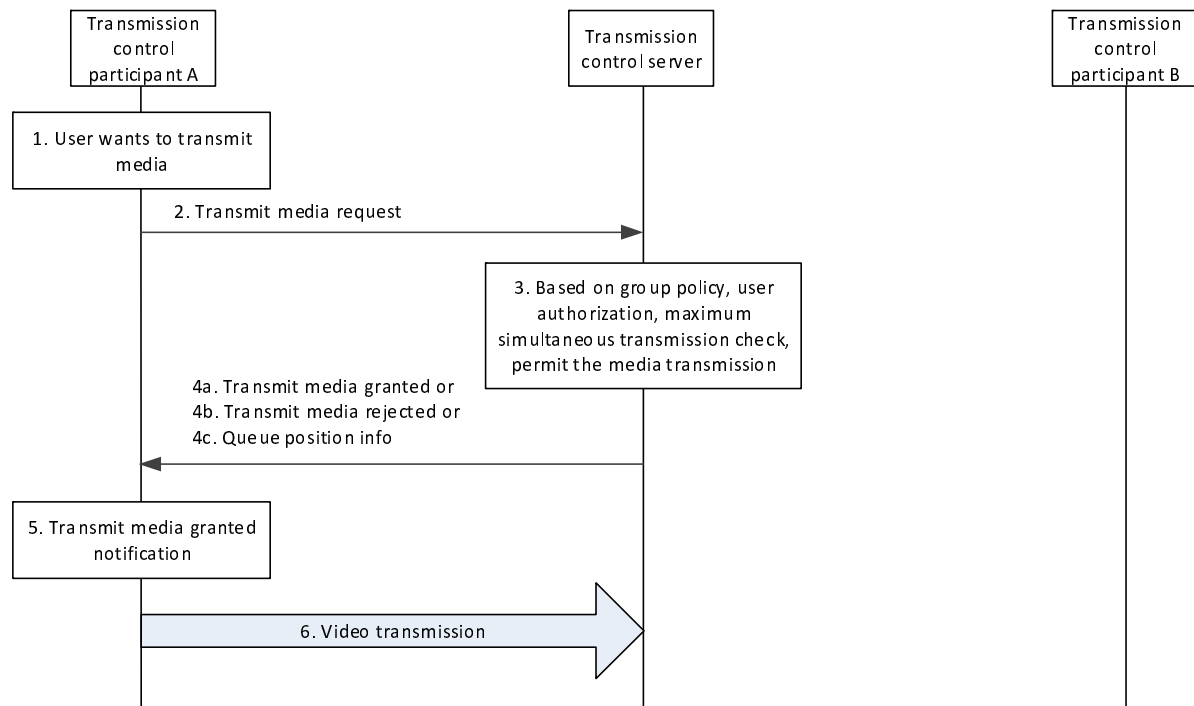 Transmission
control
participant A
Transmission
control server
Transmission
control
participant B
1. User wants to transmit
media
2. Transmit media request
3. Based on group policy, user
authorization, maximum
simultaneous transmission check,
permit the media transmission
4a. Transmit media granted or
4b. Transmit media rejected or
4c. Queue position info
5. Transmit media granted
notification
6. Video transmission